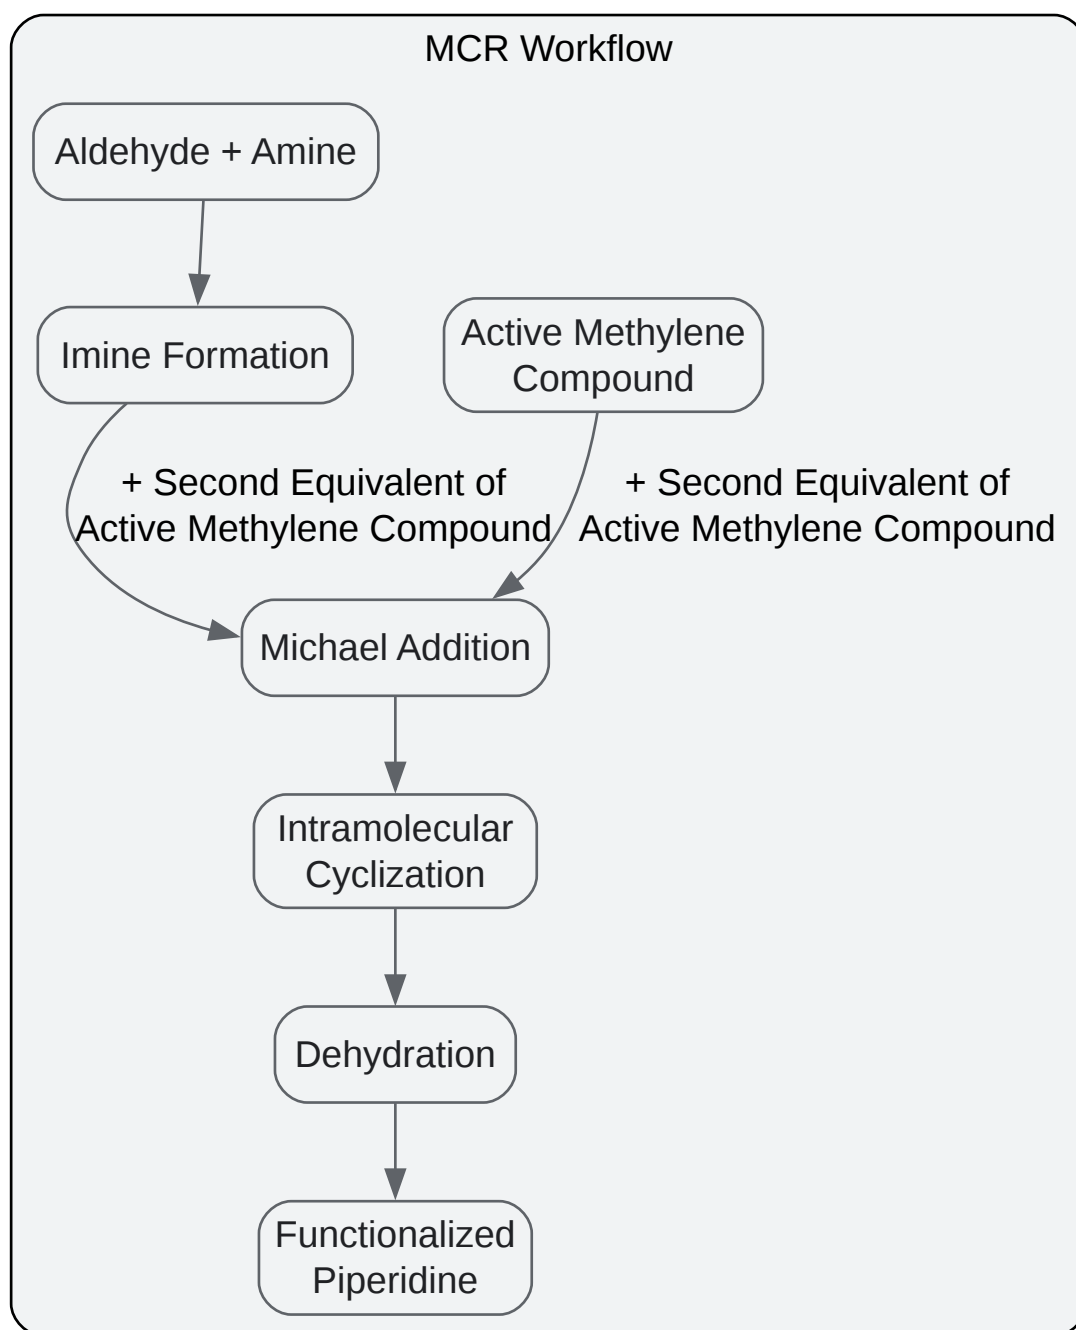 MCR Workflow
Aldehyde + Amine
Imine Formation
Active Methylene
Compound
+ Second Equivalent of
Active Methylene Compound
+ Second Equivalent of
Active Methylene Compound
Michael Addition
Intramolecular
Cyclization
Dehydration
Functionalized
Piperidine